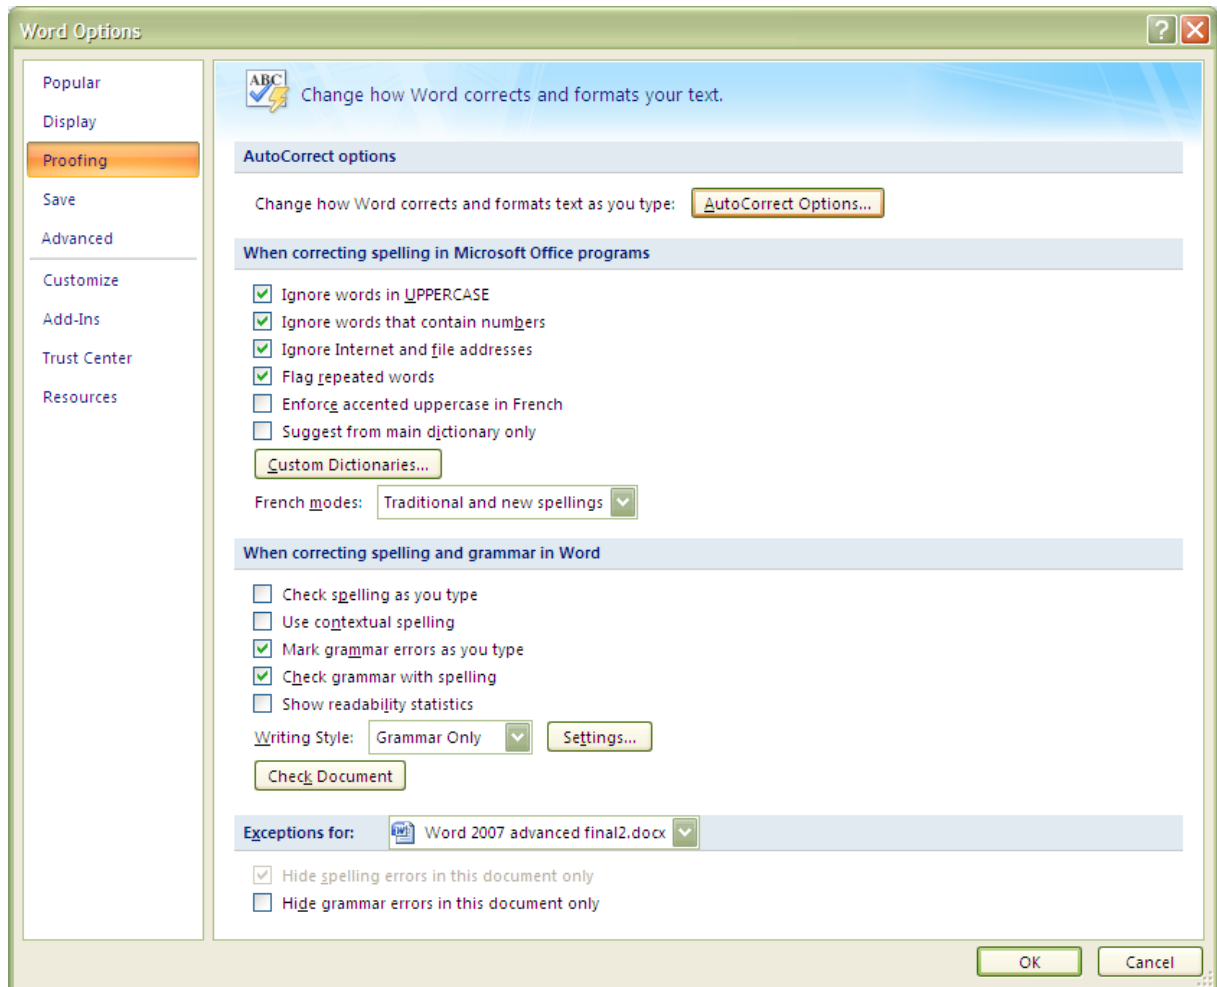 Word Options
?
Popular
Display
Proofing
Save
Advanced
Customize
Add-Ins
Trust Center
Resources
ABC
Change how Word corrects and formats your text.
AutoCorrect options
Change how Word corrects and formats text as you type: AutoCorrect Options...
When correcting spelling in Microsoft Office programs
Ignore words in UPPERCASE
Ignore words that contain numbers
Ignore Internet and file addresses
Flag repeated words
Enforce accented uppercase in French
Suggest from main dictionary only
Custom Dictionaries...
French modes: Traditional and new spellings
When correcting spelling and grammar in Word
Check spelling as you type
Use contextual spelling
Mark grammar errors as you type
Check grammar with spelling
Show readability statistics
Writing Style: Grammar Only Settings...
Check Document
Exceptions for: Word 2007 advanced final2.docx
Hide spelling errors in this document only
Hide grammar errors in this document only
OK Cancel